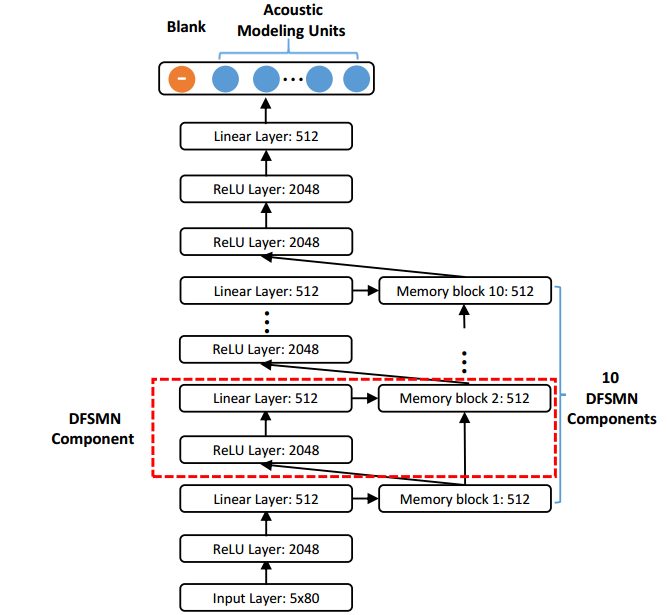 Blank
Acoustic
Modeling Units
-
Linear Layer: 512
ReLU Layer: 2048
ReLU Layer: 2048
Linear Layer: 512
Memory block 10: 512
ReLU Layer: 2048
10
DFSMN
Components
DFSMN
Component
Linear Layer: 512
Memory block 2: 512
ReLU Layer: 2048
Linear Layer: 512
Memory block 1: 512
ReLU Layer: 2048
Input Layer: 5x80